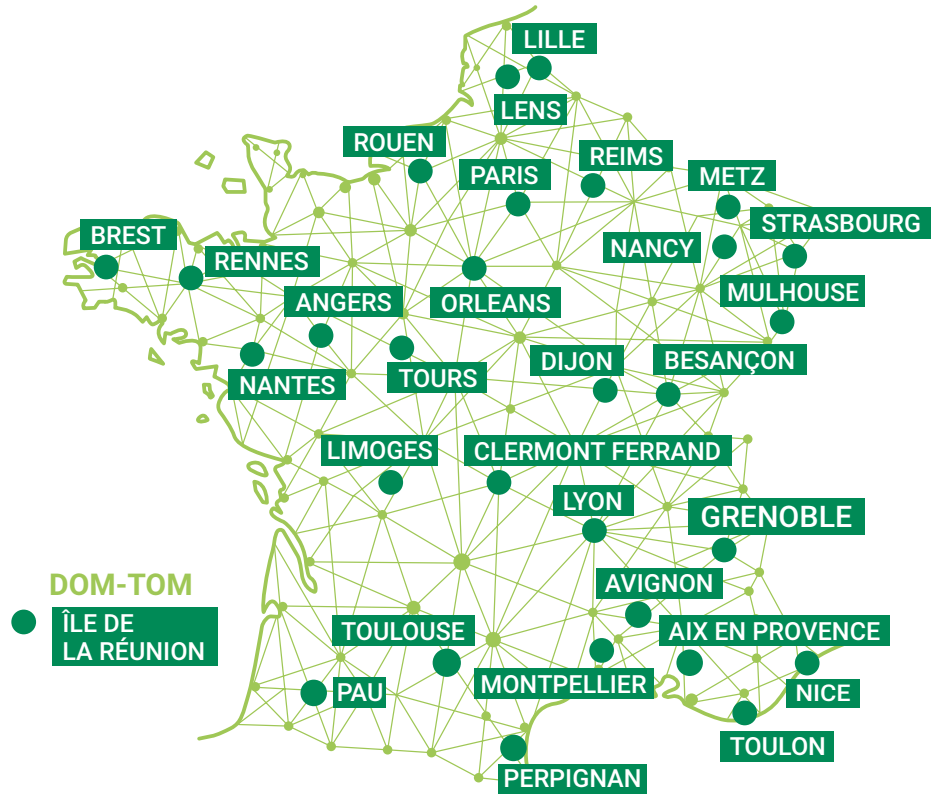 LILLE
LENS
ROUEN
REIMS
PARIS
METZ
STRASBOURG
BREST
RENNES
NANCY
ANGERS
ORLEANS
MULHOUSE
DIJON
BESANÇON
NANTES
TOURS
LIMOGES
CLERMONT FERRAND
LYON
GRENOBLE
DOM-TOM
ÎLE DE
LA RÉUNION
AVIGNON
TOULOUSE
AIX EN PROVENCE
PAU
MONTPELLIER
NICE
TOULON
PERPIGNAN